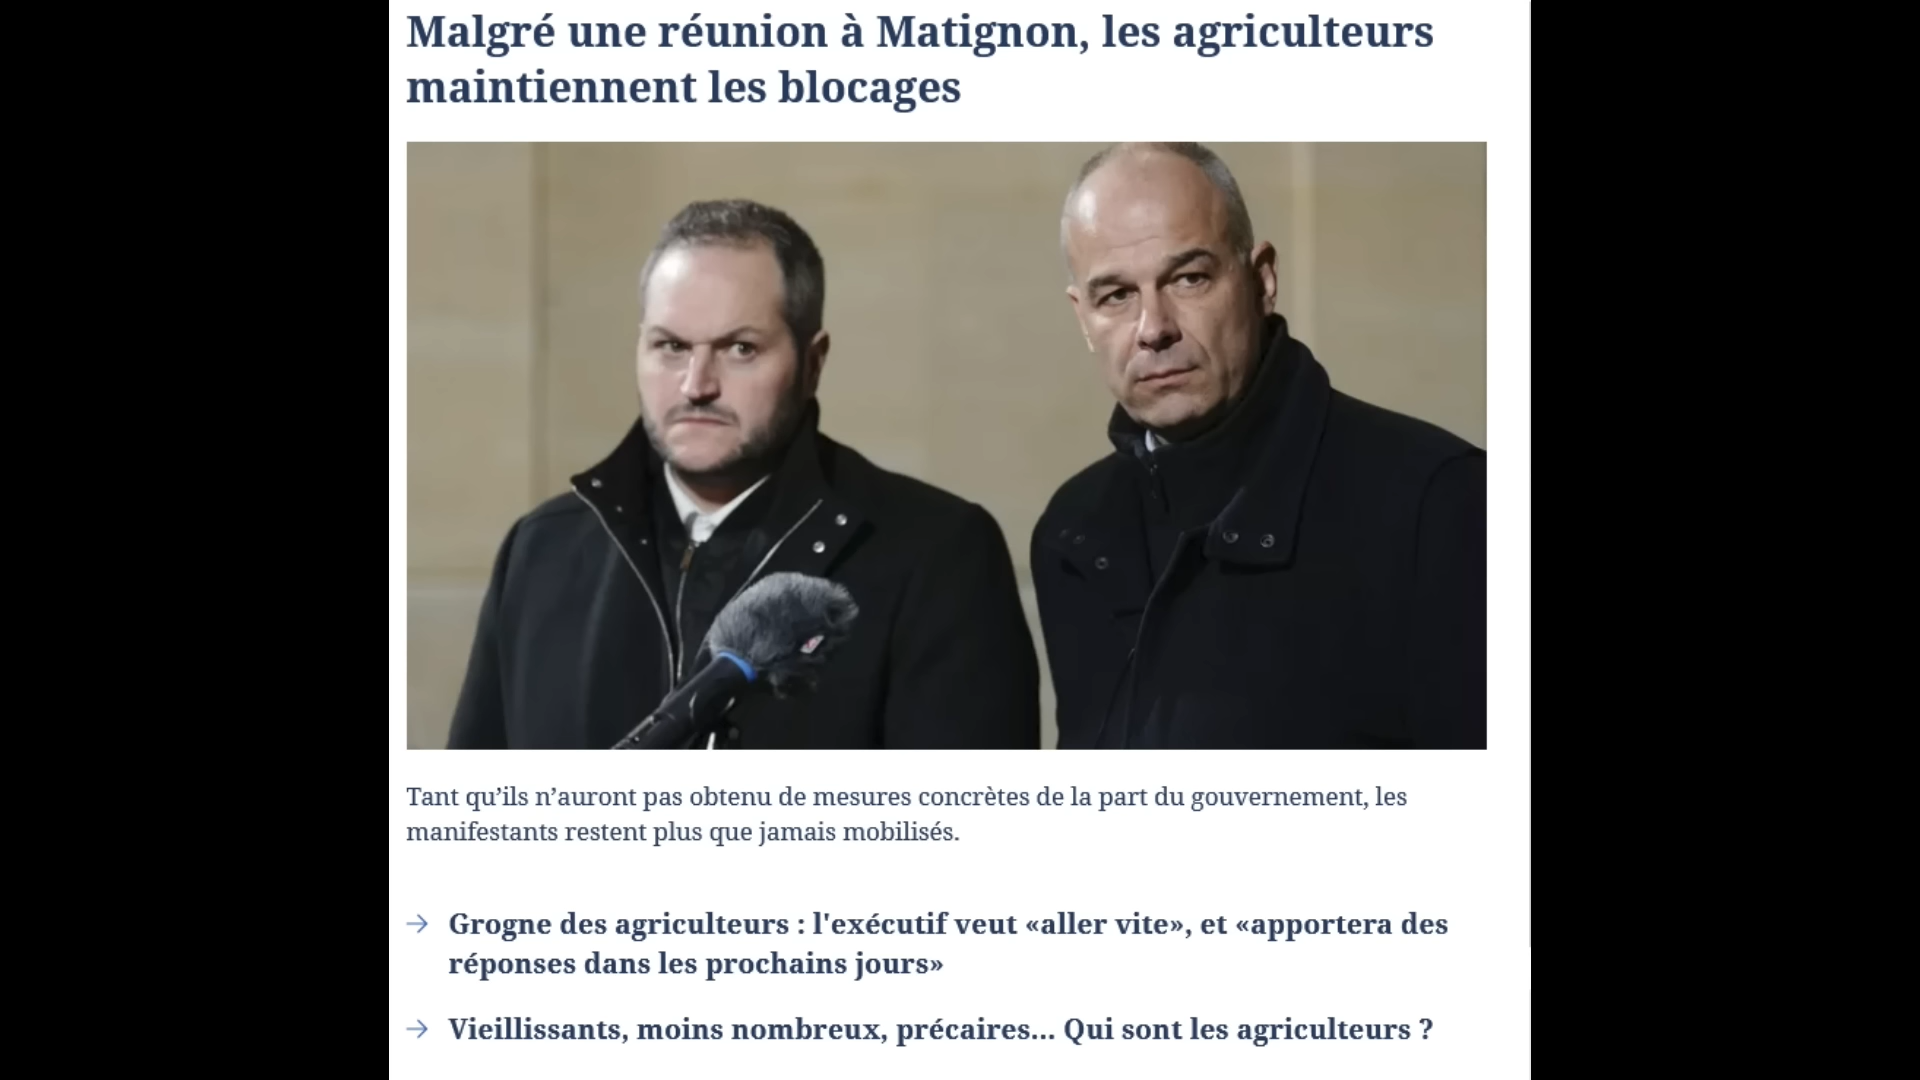 Malgré une réunion à Matignon, les agriculteurs
maintiennent les blocages
Tant qu’ils n’auront pas obtenu de mesures concrètes de la part du gouvernement, les
manifestants restent plus que jamais mobilisés.
→ Grogne des agriculteurs : l'exécutif veut «aller vite», et «apportera des
réponses dans les prochains jours»
→ Vieillissants, moins nombreux, précaires... Qui sont les agriculteurs ?